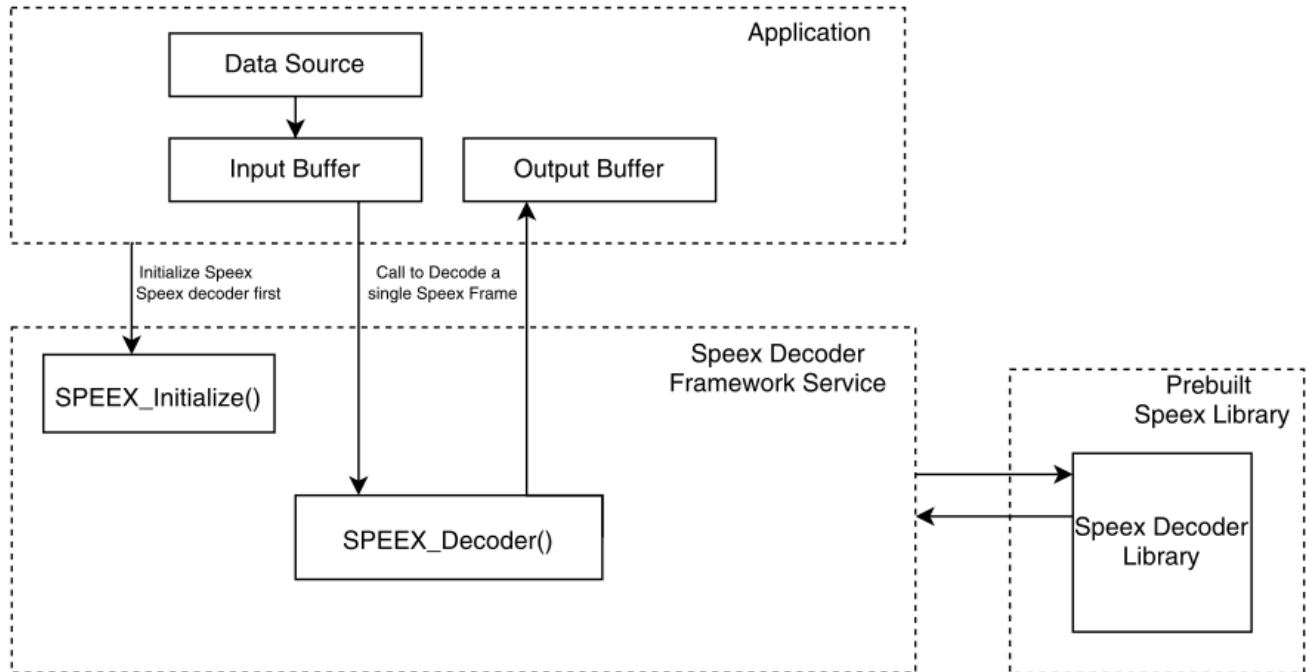 Application
Data Source
Input Buffer
Output Buffer
Initialize Speex
Speex decoder first
Call to Decode a
single Speex Frame
Speex Decoder
Framework Service
SPEEX_Initialize()
SPEEX_Decoder()
Prebuilt
Speex Library
Speex Decoder
Library